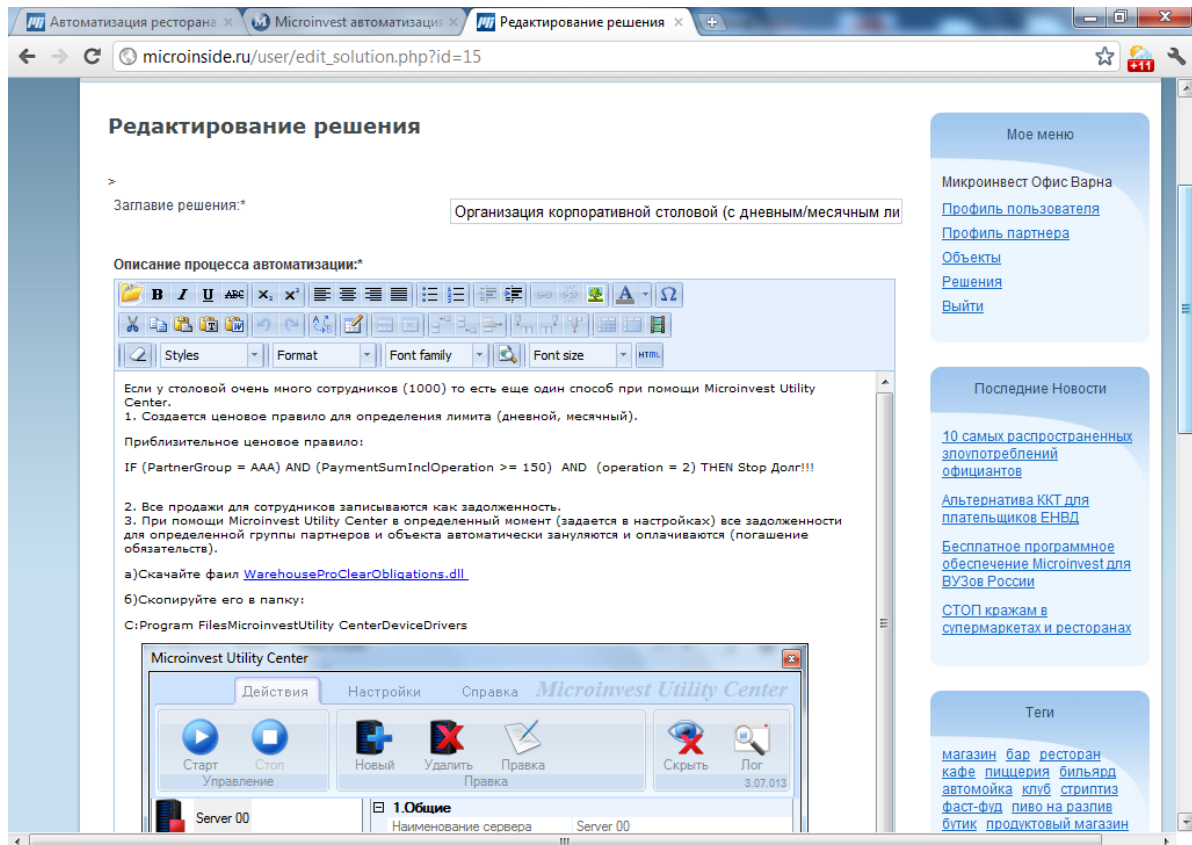 Автоматизация ресторана
Microinvest автоматизация
Редактирование решения
microinside.ru/user/edit_solution.php?id=15
+11
Редактирование решения
>
Заглавие решения:*
Организация корпоративной столовой (с дневным/месячным ли
Описание процесса автоматизации:*
B I U ABC
Styles Format Font family Font size HTML
Если у столовой очень много сотрудников (1000) то есть еще один способ при помощи Microinvest Utility
Center.
1. Создается ценовое правило для определения лимита (дневной, месячный).
Приблизительное ценовое правило:
IF (PartnerGroup = AAA) AND (PaymentSumInclOperation >= 150) AND (operation = 2) THEN Stop Долг!!!
2. Все продажи для сотрудников записываются как задолженность.
3. При помощи Microinvest Utility Center в определенный момент (задается в настройках) все задолженности
для определенной группы партнеров и объекта автоматически зануляются и оплачиваются (погашение
обязательств).
а)Скачайте фаил WarehouseProClearObligations.dll
б)Скопируйте его в папку:
C:Program FilesMicroinvestUtility CenterDeviceDrivers
Microinvest Utility Center
Действия Настройки Справка Microinvest Utility Center
Старт Стоп Новый Удалить Правка Скрыть Лог
Управление Правка 3.07.013
Server 00
1.Общие
Наименование сервера Server 00
Мое меню
Микроинвест Офис Варна
Профиль пользователя
Профиль партнера
Объекты
Решения
Выйти
Последние Новости
10 самых распространенных
злоупотреблений
официантов
Альтернатива ККТ для
плательщиков ЕНВД
Бесплатное программное
обеспечение Microinvest для
ВУЗов России
СТОП кражам в
супермаркетах и ресторанах
Теги
магазин бар ресторан
кафе пиццерия бильярд
автомойка клуб стриптиз
фаст-фуд пиво на разлив
бутик продуктовый магазин